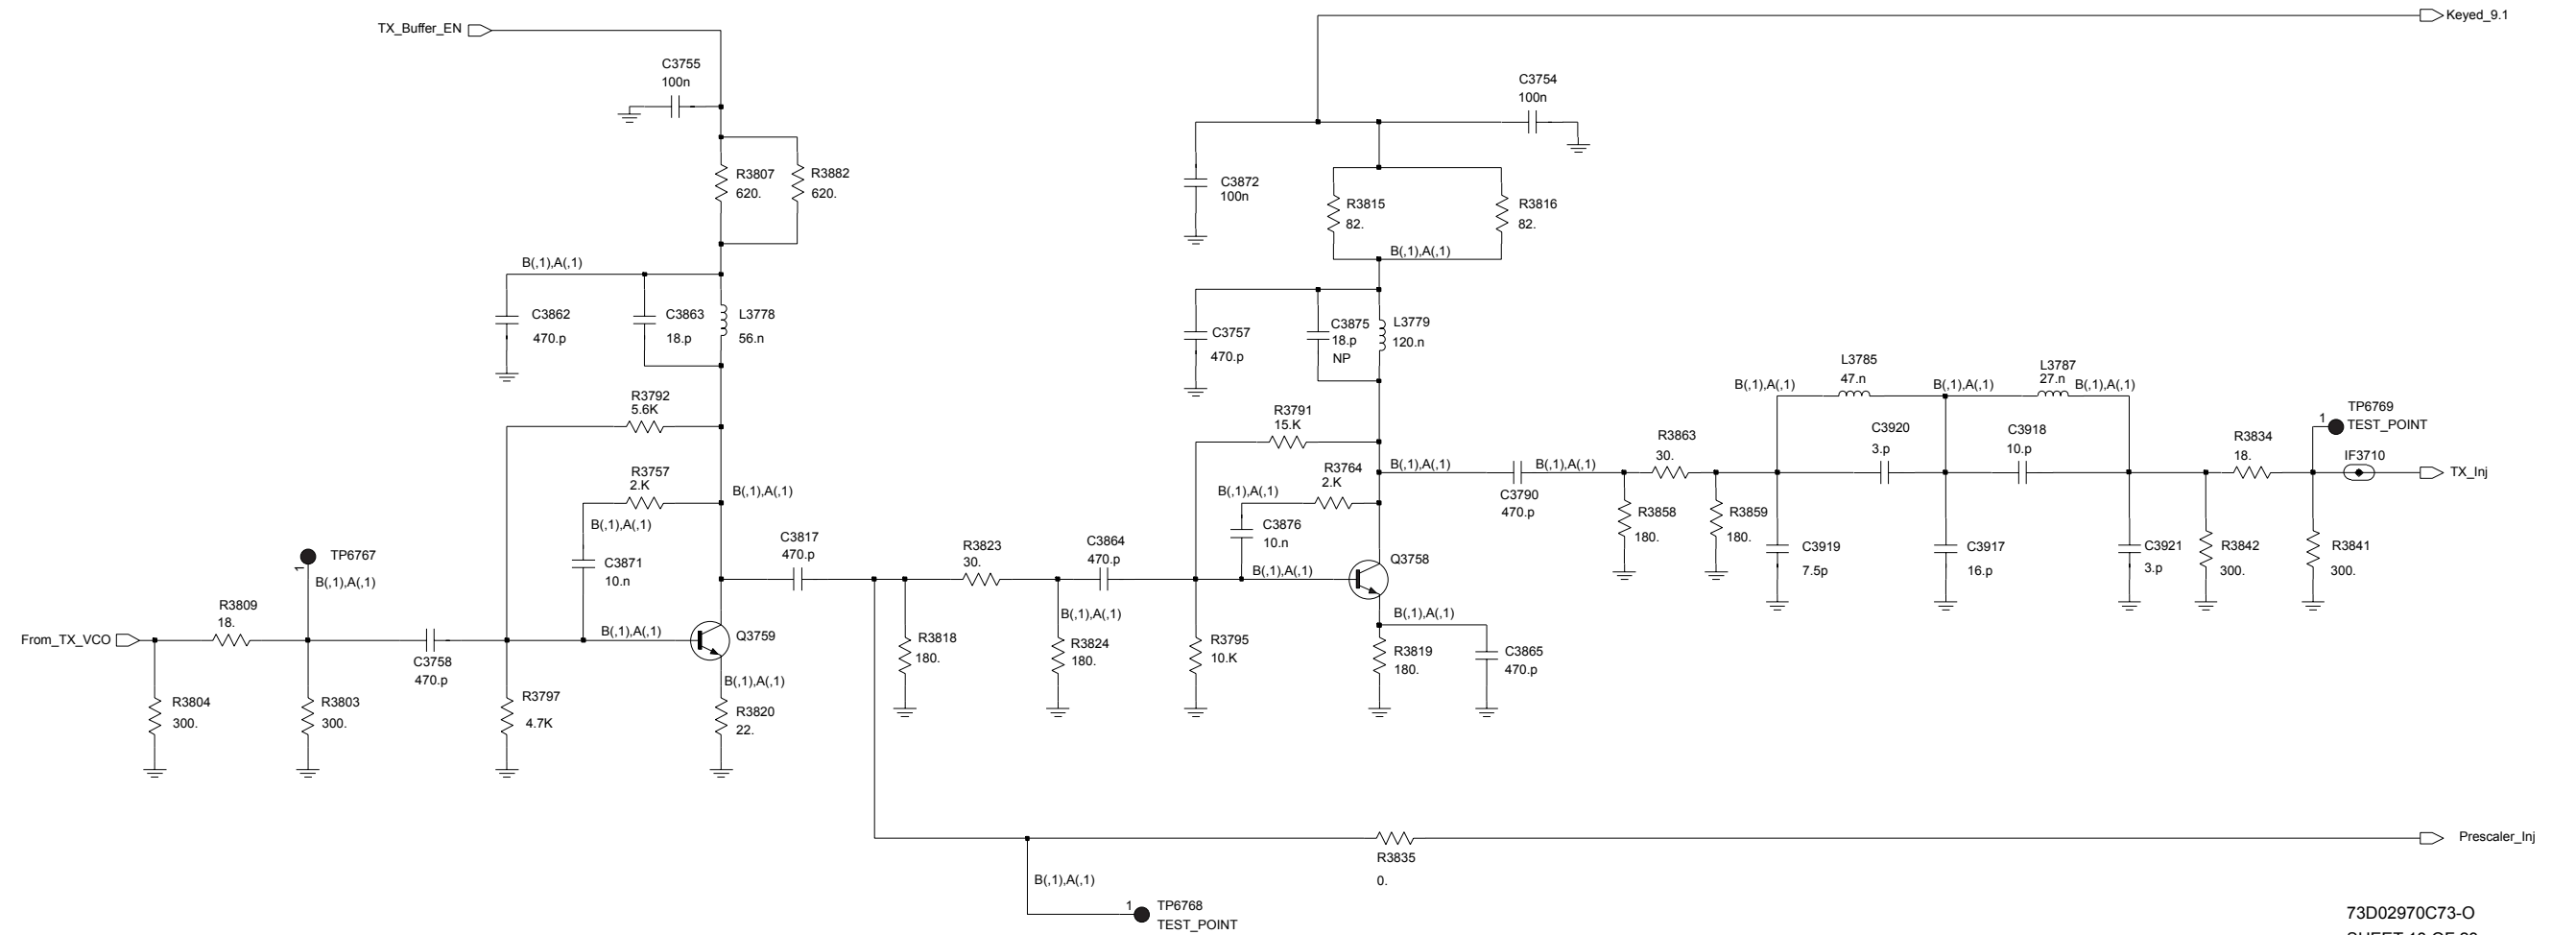 TX_Buffer_EN
Keyed_9.1
C3755
100n
C3754
100n
R3807
620.
R3882
620.
C3872
100n
R3815
82.
R3816
82.
B(,1),A(,1)
B(,1),A(,1)
C3862
470.p
C3863
18.p
L3778
56.n
C3757
470.p
C3875
18.p
NP
L3779
120.n
L3785
47.n
L3787
27.n
B(,1),A(,1)
B(,1),A(,1)
B(,1),A(,1)
R3792
5.6K
R3791
15.K
TP6769
1
TEST_POINT
R3863
30.
C3920
3.p
C3918
10.p
R3834
18.
IF3710
TX_Inj
R3757
2.K
B(,1),A(,1)
B(,1),A(,1)
R3764
2.K
B(,1),A(,1)
B(,1),A(,1)
B(,1),A(,1)
C3790
470.p
R3858
180.
R3859
180.
B(,1),A(,1)
C3871
10.n
C3876
10.n
C3817
470.p
R3823
30.
C3864
470.p
B(,1),A(,1)
Q3758
C3919
7.5p
C3917
16.p
C3921
3.p
R3842
300.
R3841
300.
TP6767
1
B(,1),A(,1)
R3809
18.
From_TX_VCO
B(,1),A(,1)
Q3759
C3758
470.p
R3818
180.
B(,1),A(,1)
R3824
180.
R3795
10.K
B(,1),A(,1)
R3819
180.
C3865
470.p
R3804
300.
R3803
300.
R3797
4.7K
B(,1),A(,1)
R3820
22.
R3835
0.
Prescaler_Inj
B(,1),A(,1)
1
TP6768
TEST_POINT
73D02970C73-O